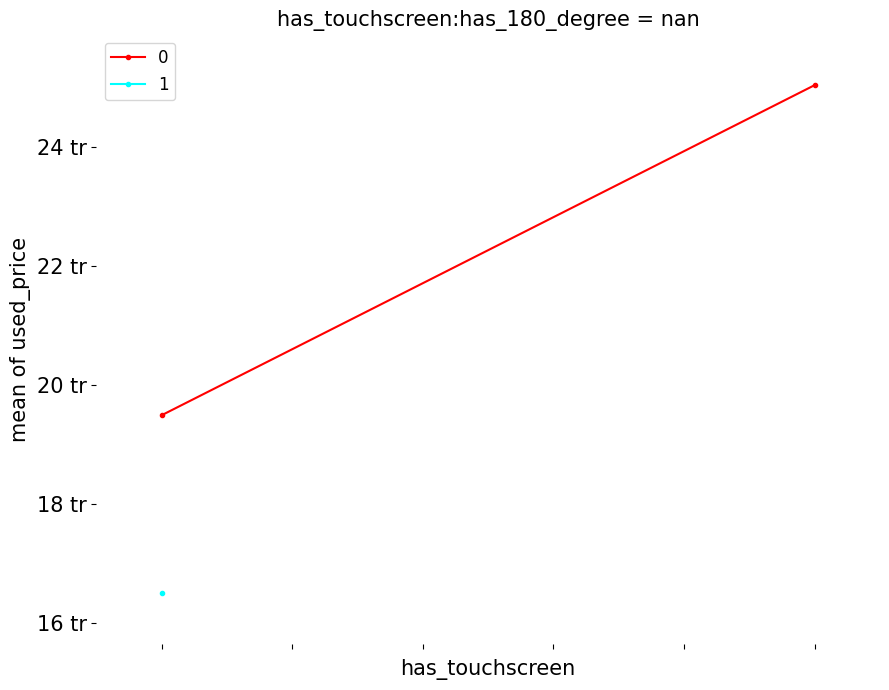 has_touchscreen:has_180_degree = nan
0
1
24 tr
22 tr
20 tr
18 tr
16 tr
mean of used_price
has_touchscreen